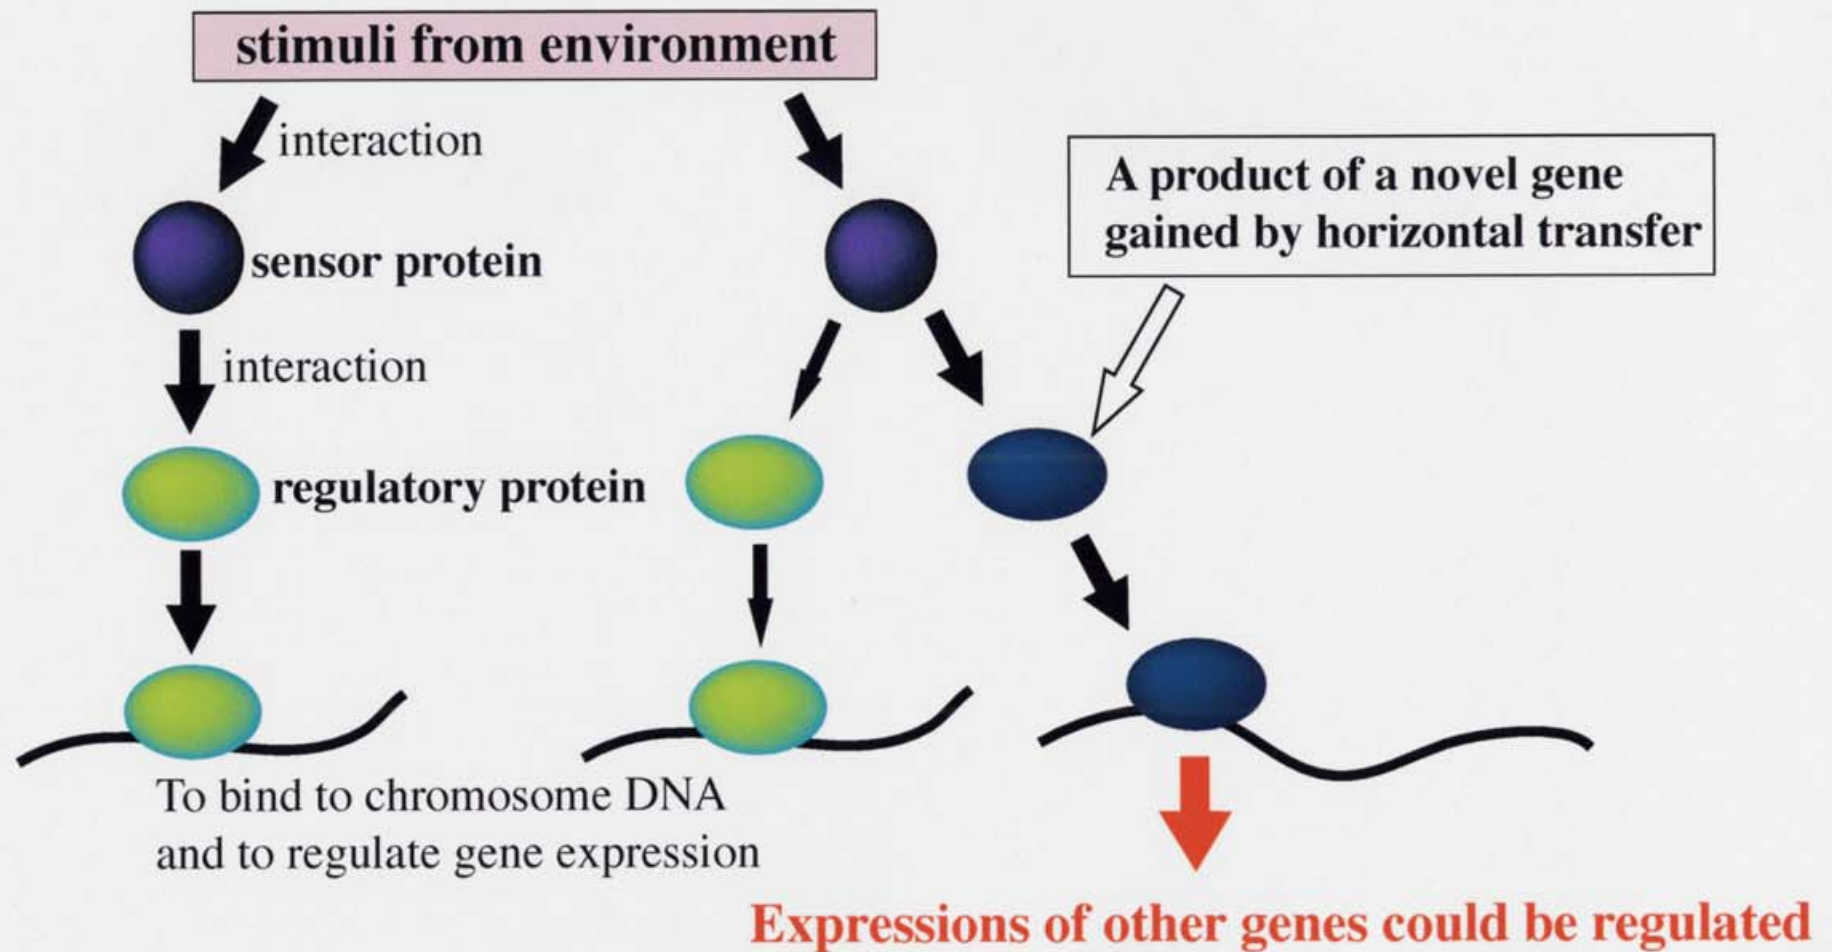 stimuli from environment
interaction
A product of a novel gene
gained by horizontal transfer
sensor protein
interaction
regulatory protein
To bind to chromosome DNA
and to regulate gene expression
Expressions of other genes could be regulated